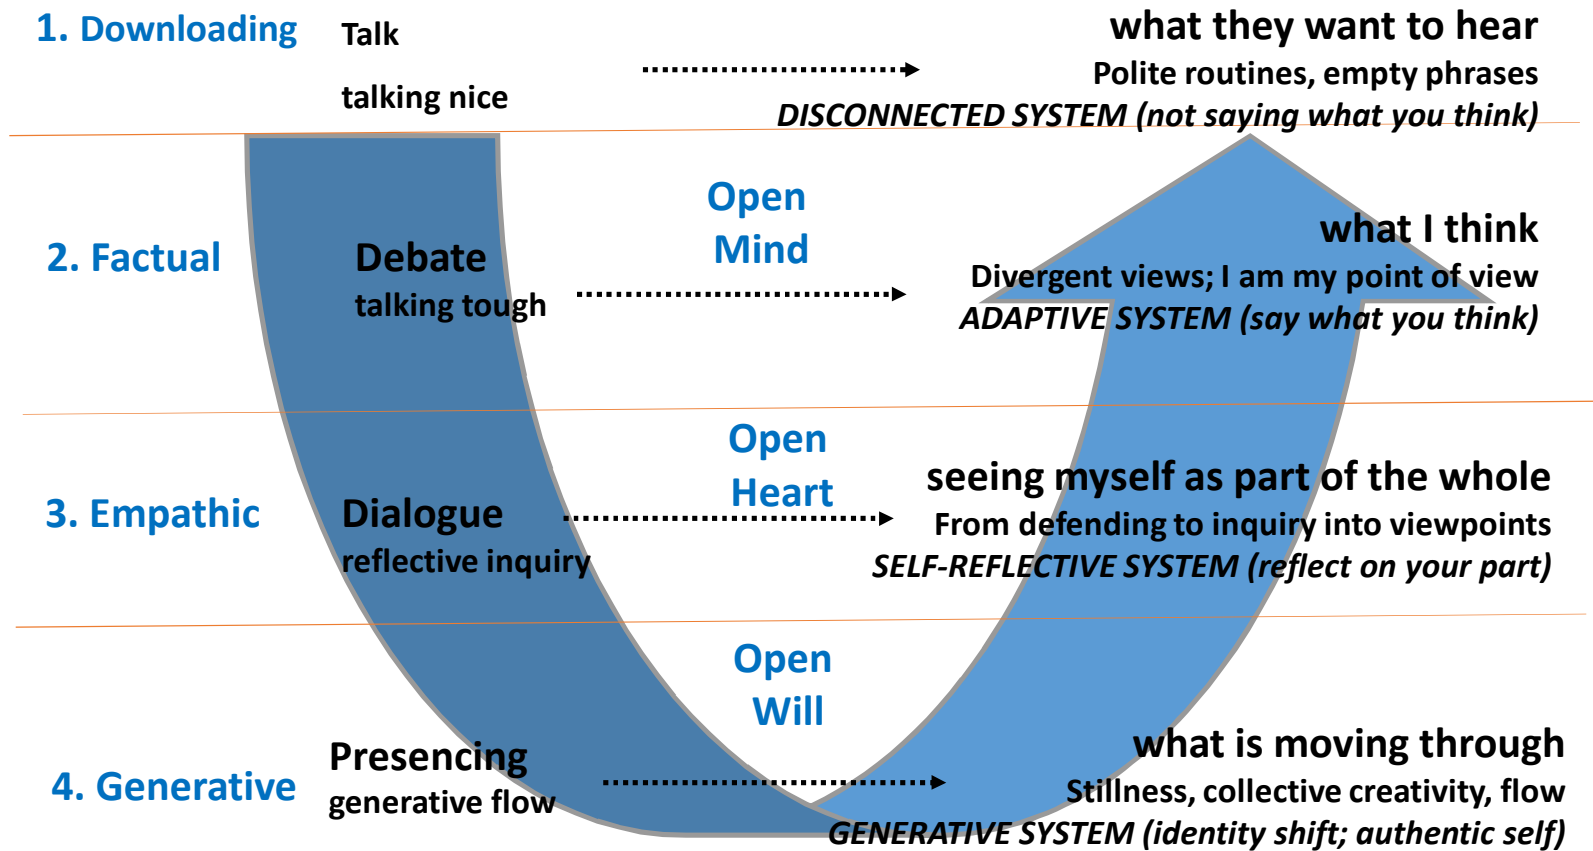 1. Downloading
Talk
talking nice
what they want to hear
Polite routines, empty phrases
DISCONNECTED SYSTEM (not saying what you think)
2. Factual
Debate
talking tough
Open
Mind
what I think
Divergent views; I am my point of view
ADAPTIVE SYSTEM (say what you think)
3. Empathic
Dialogue
reflective inquiry
Open
Heart
seeing myself as part of the whole
From defending to inquiry into viewpoints
SELF-REFLECTIVE SYSTEM (reflect on your part)
4. Generative
Presencing
generative flow
Open
Will
what is moving through
Stillness, collective creativity, flow
GENERATIVE SYSTEM (identity shift; authentic self)